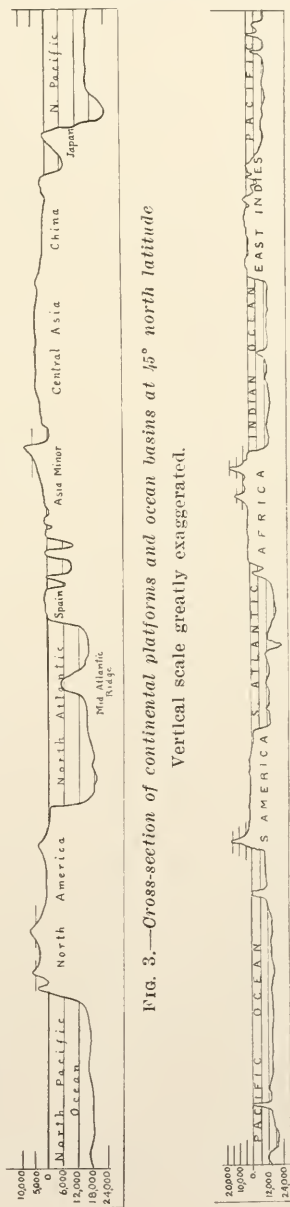 10,000
5,000
0
6,000
12,000
18,000
24,000
North Pacific
Ocean
North America
North Atlantic
Mid Atlantic
Ridge
Spain
Asia Minor
Central Asia
China
Japan
N Pacific
FIG. 3.—Cross-section of continental platforms and ocean basins at 45° north latitude
Vertical scale greatly exaggerated.
20,000
10,000
0
12,000
24,000
PACIFIC OCEAN
S AMERICA
S. ATLANTIC
AFRICA
INDIAN OCEAN
EAST INDIES
PACIFIC